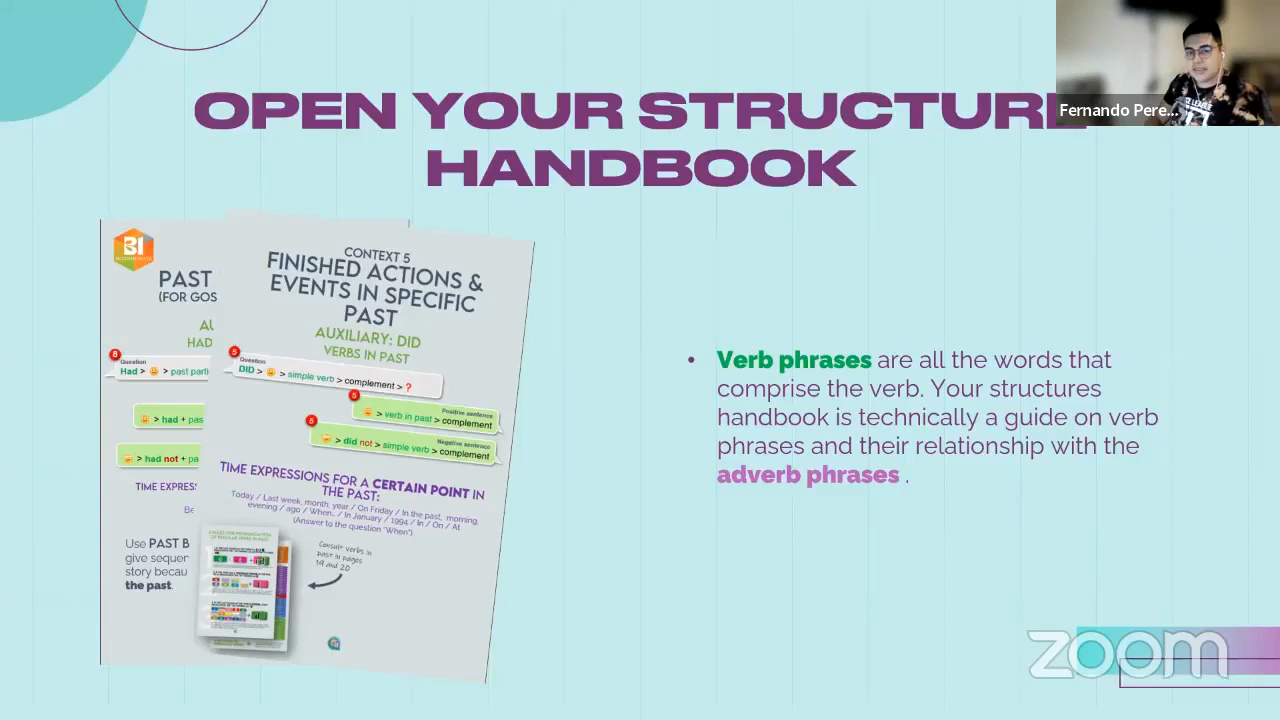 OPEN YOUR STRUCTURE
HANDBOOK
Fernando Pere...
BI
PAST
(FOR GOS
AU
HAD
8
Question
Had > 😀 > past parti
😀 > had + pas
😀 > had not + pa
TIME EXPRESS
Be
Use PAST B
give sequen
story becau
the past.
CONTEXT 5
FINISHED ACTIONS &
EVENTS IN SPECIFIC
PAST
AUXILIARY: DID
VERBS IN PAST
5
Question
DID > 😀 > simple verb > complement > ?
5
Positive sentence
😀 > verb in past > complement
5
Negative sentence
😀 > did not > simple verb > complement
TIME EXPRESSIONS FOR A CERTAIN POINT IN
THE PAST:
Today / Last week, month, year / On Friday / In the past, morning,
evening / ago / When... / In January / 1994 / In / On / At
(Answer to the question "When")
Consult verbs in
past in pages
19 and 20
• Verb phrases are all the words that
comprise the verb. Your structures
handbook is technically a guide on verb
phrases and their relationship with the
adverb phrases .
zoom